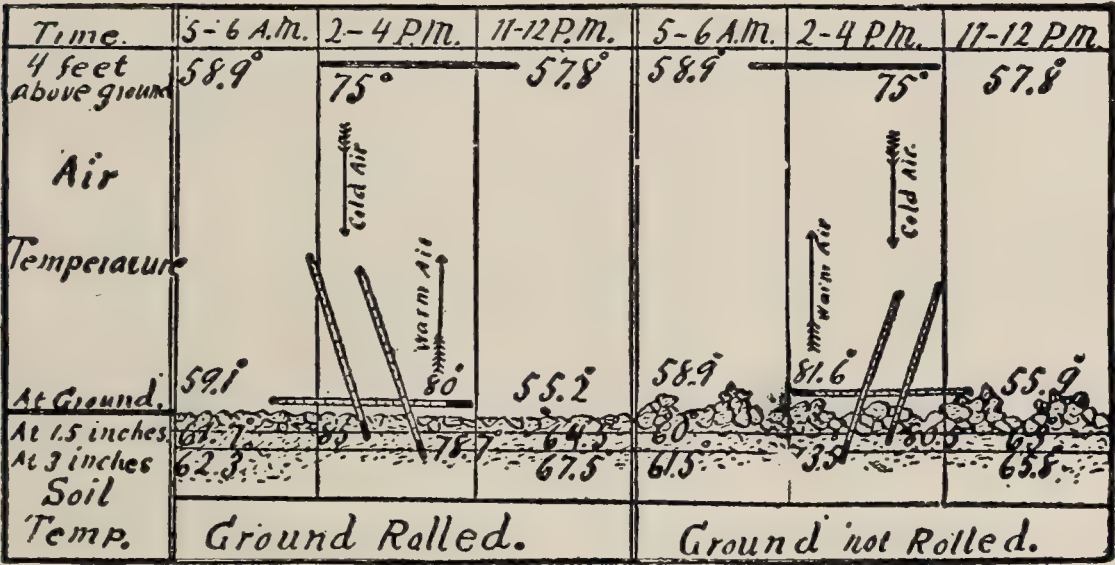 Time. 5-6 A.M. 2-4 P.M. 11-12 P.M. 5-6 A.M. 2-4 P.M. 11-12 P.M.
4 feet above ground 58.9° 75° 57.8° 58.9° 75° 57.8°
Air
Temperature
Cold Air
Warm Air
Warm Air
Cold Air.
At Ground. 59.1° 80° 55.2° 58.9° 81.6° 55.9°
At 1.5 inches 60
At 3 inches 62.3 78.7 67.5° 61.5° 65.8°
Soil
Temp.
Ground Rolled. Ground not Rolled.